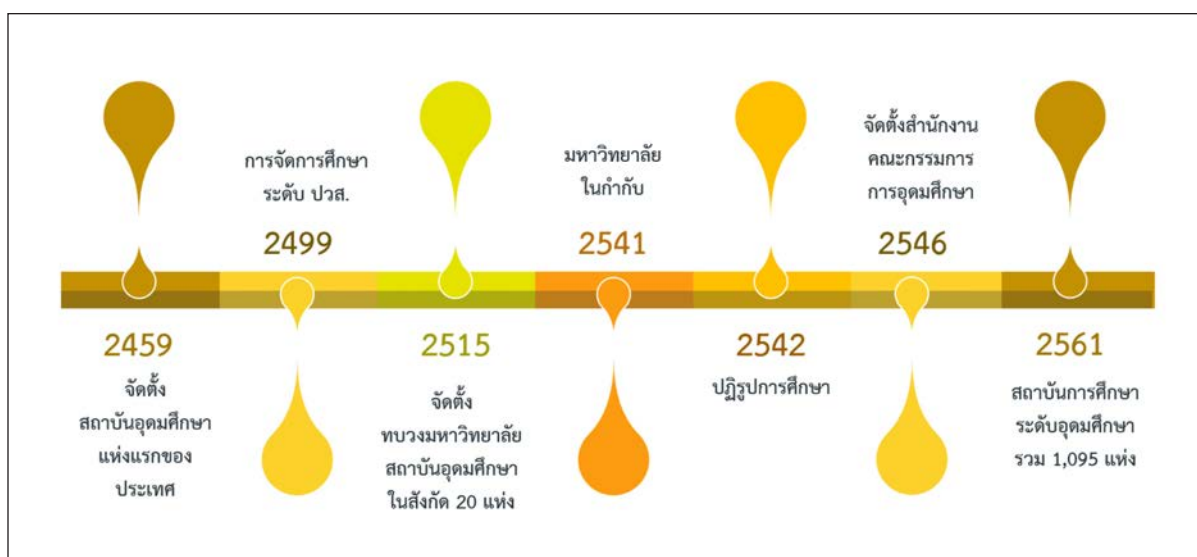 2459
จัดตั้ง
สถาบันอุดมศึกษา
แห่งแรกของ
ประเทศ
การจัดการศึกษา
ระดับ ปวส.
2499
2515
จัดตั้ง
ทบวงมหาวิทยาลัย
สถาบันอุดมศึกษา
ในสังกัด 20 แห่ง
มหาวิทยาลัย
ในกำกับ
2541
2542
ปฏิรูปการศึกษา
จัดตั้งสำนักงาน
คณะกรรมการ
การอุดมศึกษา
2546
2561
สถาบันการศึกษา
ระดับอุดมศึกษา
รวม 1,095 แห่ง